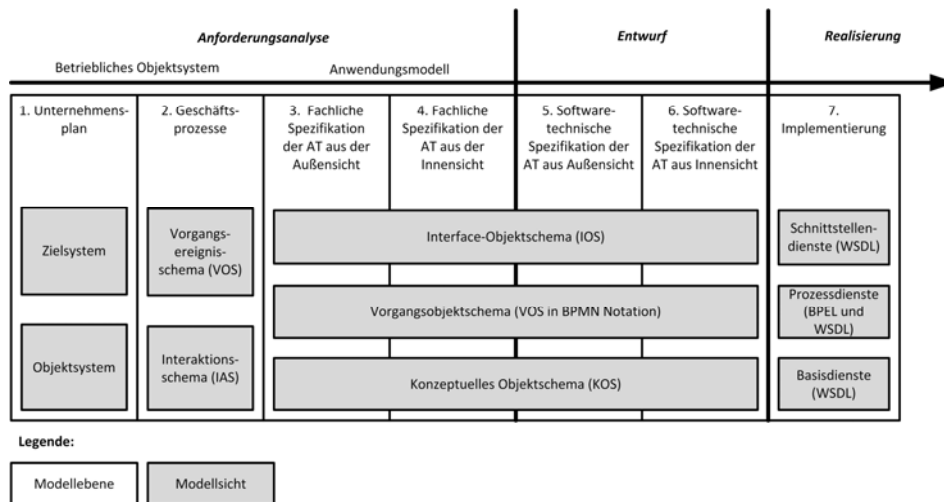 Anforderungsanalyse
Entwurf
Realisierung
Betriebliches Objektsystem
Anwendungsmodell
1. Unternehmens-
plan
2. Geschäfts-
prozesse
3. Fachliche
Spezifikation
der AT aus der
Außensicht
4. Fachliche
Spezifikation der
AT aus der
Innensicht
5. Software-
technische
Spezifikation der
AT aus Außensicht
6. Software-
technische
Spezifikation der
AT aus Innensicht
7.
Implementierung
Zielsystem
Vorgangs-
ereignis-
schema (VOS)
Interface-Objektschema (IOS)
Schnittstellen-
dienste (WSDL)
Vorgangsobjektschema (VOS in BPMN Notation)
Prozessdienste
(BPEL und
WSDL)
Objektsystem
Interaktions-
schema (IAS)
Konzeptuelles Objektschema (KOS)
Basisdienste
(WSDL)
Legende:
Modellebene
Modellsicht